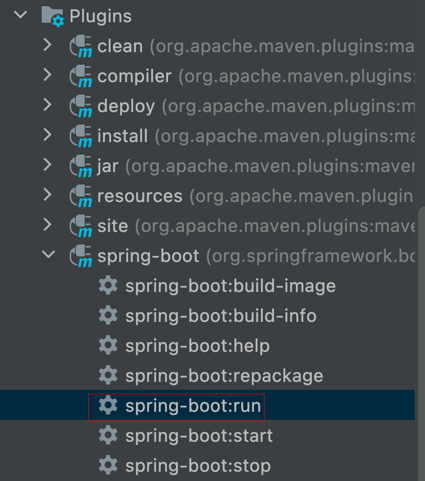 Plugins
clean (org.apache.maven.plugins:ma
compiler (org.apache.maven.plugins:
deploy (org.apache.maven.plugins:m
install (org.apache.maven.plugins:m
jar (org.apache.maven.plugins:maven
resources (org.apache.maven.plugin
site (org.apache.maven.plugins:mave
spring-boot (org.springframework.bo
spring-boot:build-image
spring-boot:build-info
spring-boot:help
spring-boot:repackage
spring-boot:run
spring-boot:start
spring-boot:stop